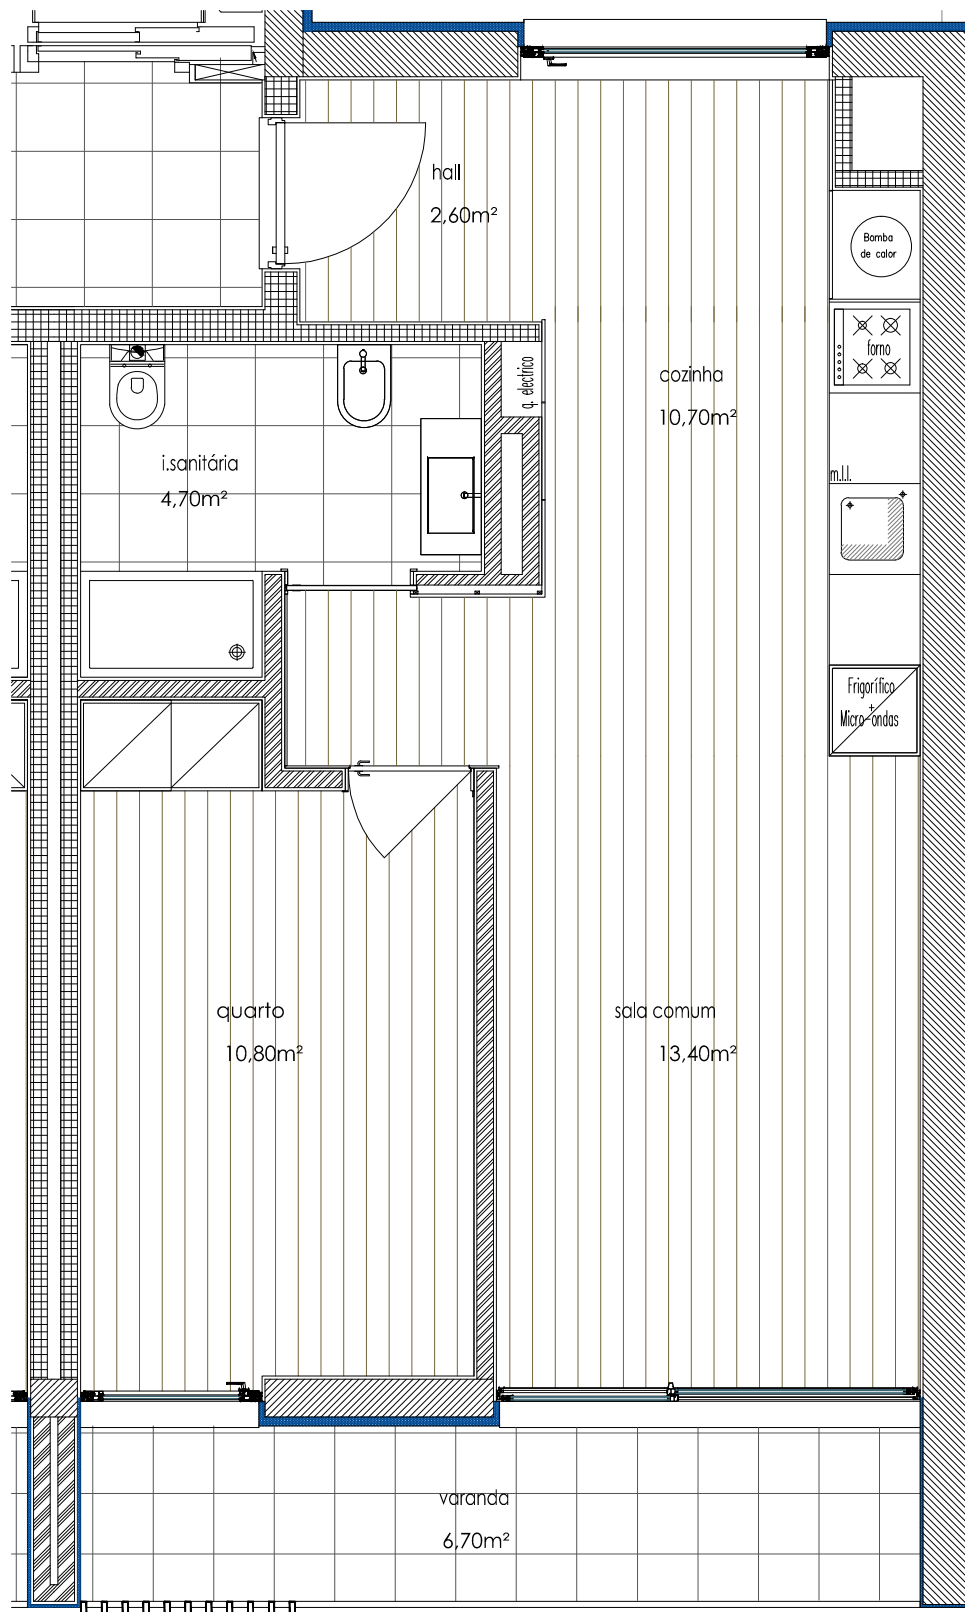 hall
2,60m²
Bomba
de calor
forno
q. electrico
cozinha
10,70m²
i.sanitária
4,70m²
m.l.l.
Frigorífico
+
Micro-ondas
quarto
10,80m²
sala comum
13,40m²
varanda
6,70m²